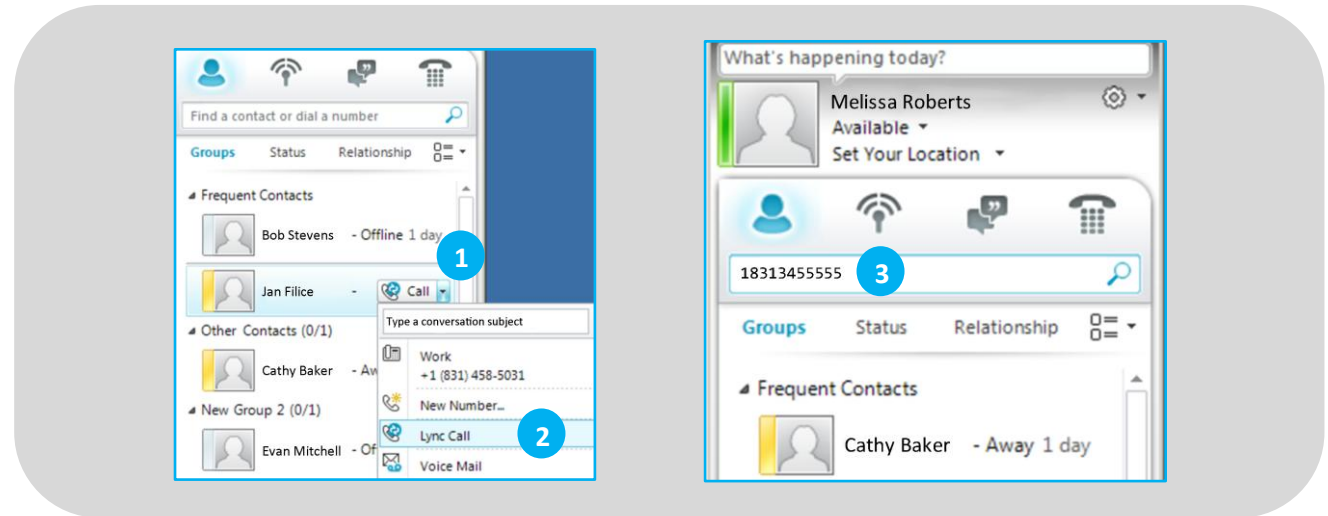 Find a contact or dial a number
Groups Status Relationship
Frequent Contacts
Bob Stevens - Offline 1 day
1
Jan Filice - Call
Type a conversation subject
Other Contacts (0/1)
Work
+1 (831) 458-5031
Cathy Baker - Aw
New Number...
New Group 2 (0/1)
Lync Call
2
Evan Mitchell - Of
Voice Mail
What's happening today?
Melissa Roberts
Available
Set Your Location
18313455555
3
Groups Status Relationship
Frequent Contacts
Cathy Baker - Away 1 day